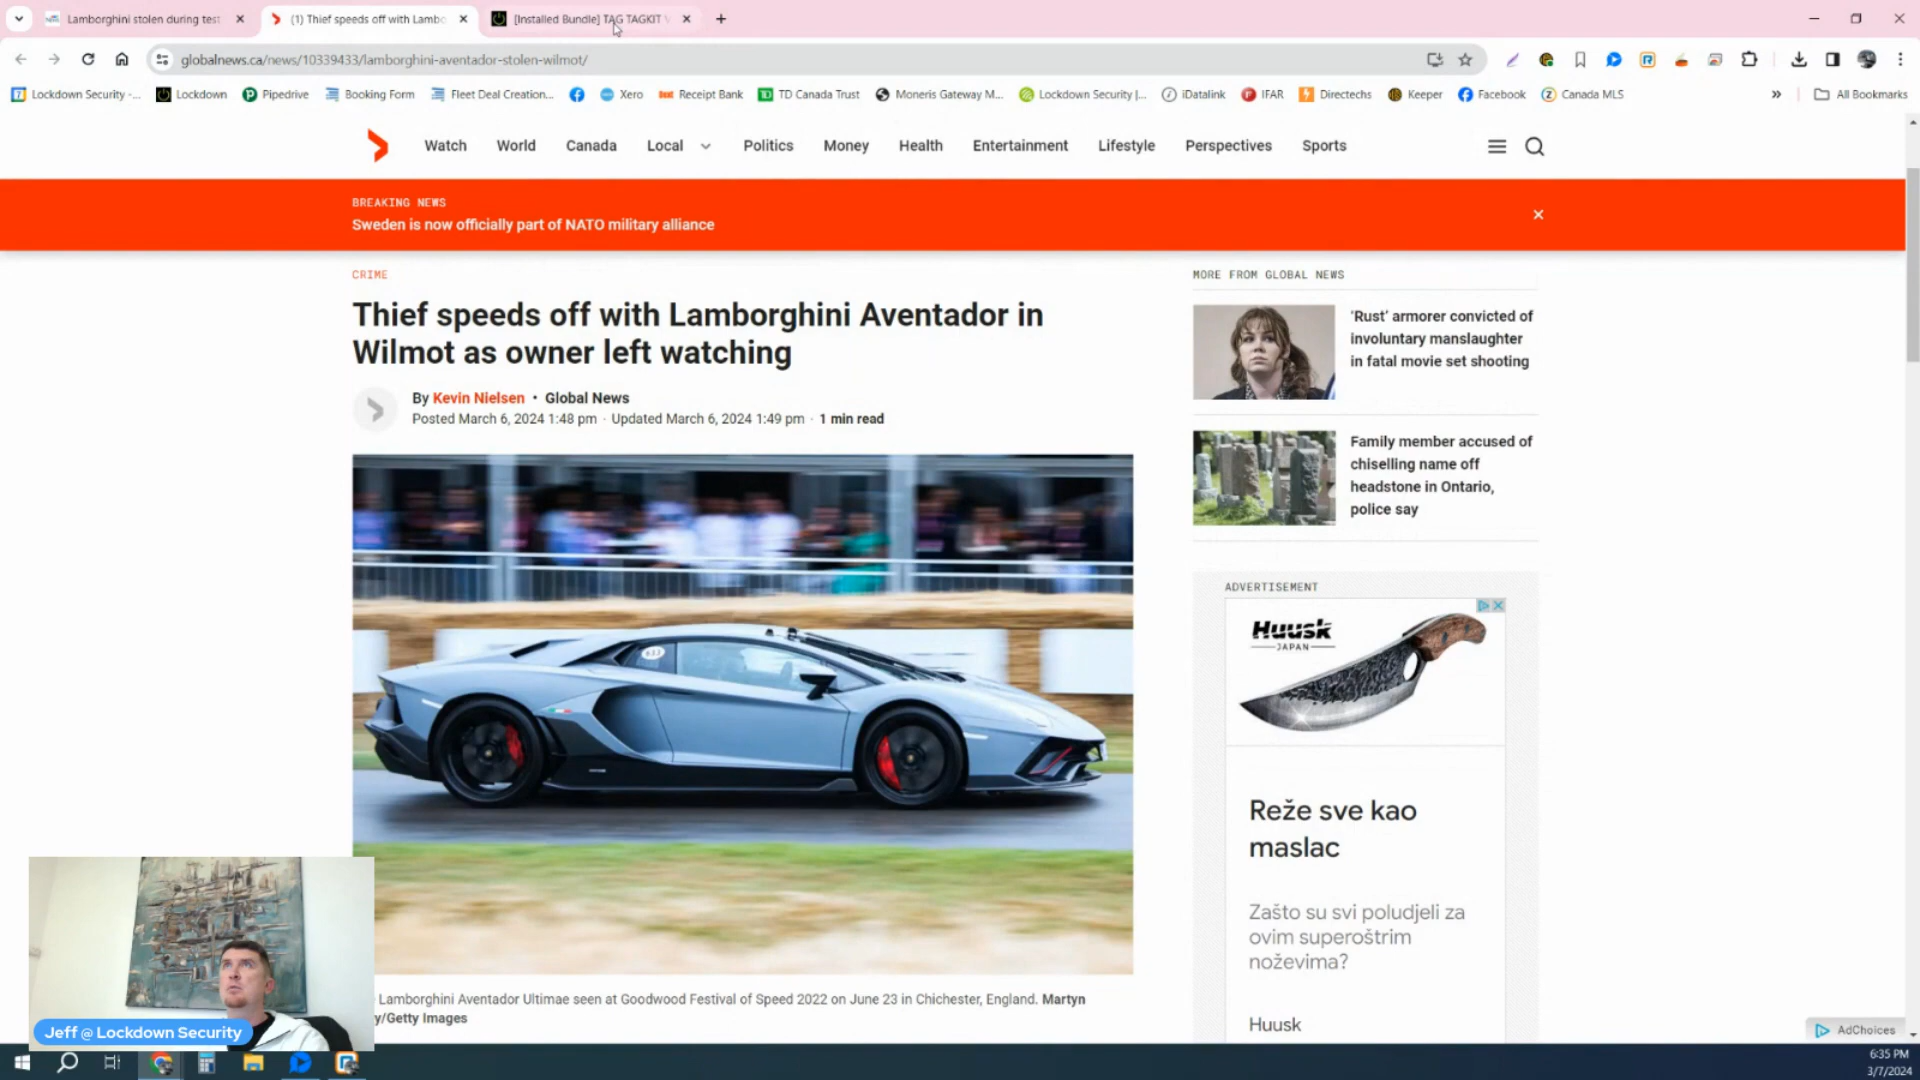 Lamborghini stolen during test
(1) Thief speeds off with Lambo
[Installed Bundle] TAG TAGKIT
globalnews.ca/news/10339433/lamborghini-aventador-stolen-wilmot/
Lockdown Security -...
Lockdown
Pipedrive
Booking Form
Fleet Deal Creation...
Xero
Receipt Bank
TD Canada Trust
Moneris Gateway M...
Lockdown Security |...
iDatalink
IFAR
Directechs
Keeper
Facebook
Canada MLS
All Bookmarks
Watch
World
Canada
Local
Politics
Money
Health
Entertainment
Lifestyle
Perspectives
Sports
BREAKING NEWS
Sweden is now officially part of NATO military alliance
CRIME
Thief speeds off with Lamborghini Aventador in
Wilmot as owner left watching
By Kevin Nielsen • Global News
Posted March 6, 2024 1:48 pm · Updated March 6, 2024 1:49 pm · 1 min read
Lamborghini Aventador Ultimae seen at Goodwood Festival of Speed 2022 on June 23 in Chichester, England. Martyn
y/Getty Images
MORE FROM GLOBAL NEWS
'Rust' armorer convicted of
involuntary manslaughter
in fatal movie set shooting
Family member accused of
chiselling name off
headstone in Ontario,
police say
ADVERTISEMENT
Huusk
JAPAN
Reže sve kao
maslac
Zašto su svi poludjeli za
ovim superoštrim
noževima?
Huusk
AdChoices
Jeff @ Lockdown Security
6:35 PM
3/7/2024